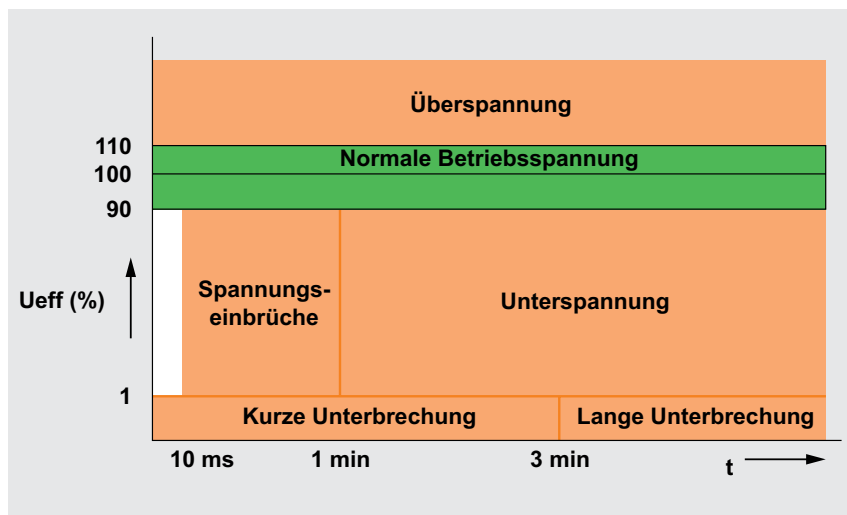 Überspannung
110
Normale Betriebsspannung
100
90
Ueff (%)
Spannungs-
einbrüche
Unterspannung
1
Kurze Unterbrechung
Lange Unterbrechung
10 ms
1 min
3 min
t